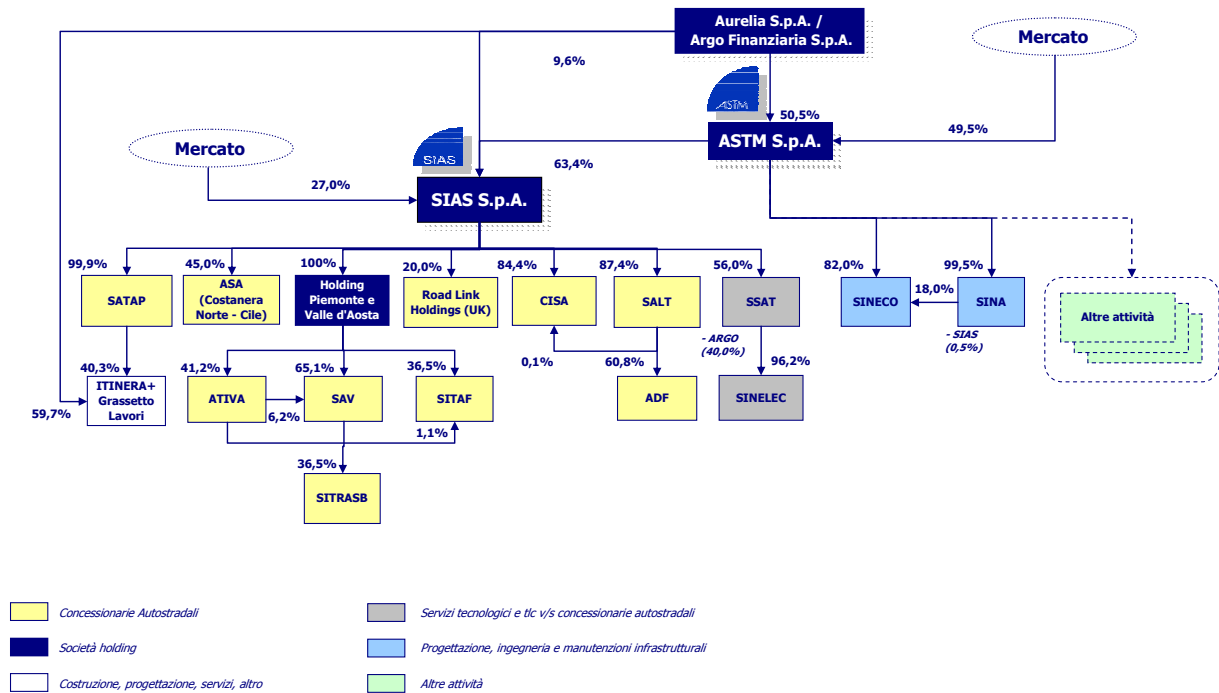 Aurelia S.p.A. /
Argo Finanziaria S.p.A.
Mercato
9,6%
ASTM
50,5%
49,5%
ASTM S.p.A.
Mercato
SIAS
63,4%
27,0%
SIAS S.p.A.
99,9%
45,0%
100%
20,0%
84,4%
87,4%
56,0%
82,0%
99,5%
SATAP
ASA
(Costanera
Norte - Cile)
Holding
Piemonte e
Valle d'Aosta
Road Link
Holdings (UK)
CISA
SALT
SSAT
SINECO
18,0%
SINA
Altre attività
- ARGO
(40,0%)
- SIAS
(0,5%)
40,3%
41,2%
65,1%
36,5%
0,1%
60,8%
96,2%
59,7%
ITINERA+
Grassetto
Lavori
ATIVA
6,2%
SAV
SITAF
ADF
SINELEC
1,1%
36,5%
SITRASB
Concessionarie Autostradali
Servizi tecnologici e tlc v/s concessionarie autostradali
Società holding
Progettazione, ingegneria e manutenzioni infrastrutturali
Costruzione, progettazione, servizi, altro
Altre attività